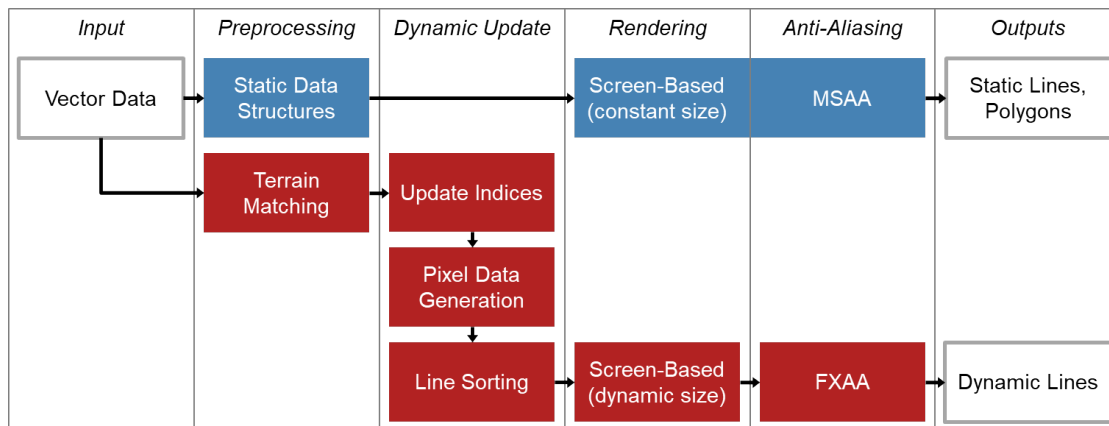 Input
Preprocessing
Dynamic Update
Rendering
Anti-Aliasing
Outputs
Vector Data
Static Data
Structures
Screen-Based
(constant size)
MSAA
Static Lines,
Polygons
Terrain
Matching
Update Indices
Pixel Data
Generation
Line Sorting
Screen-Based
(dynamic size)
FXAA
Dynamic Lines